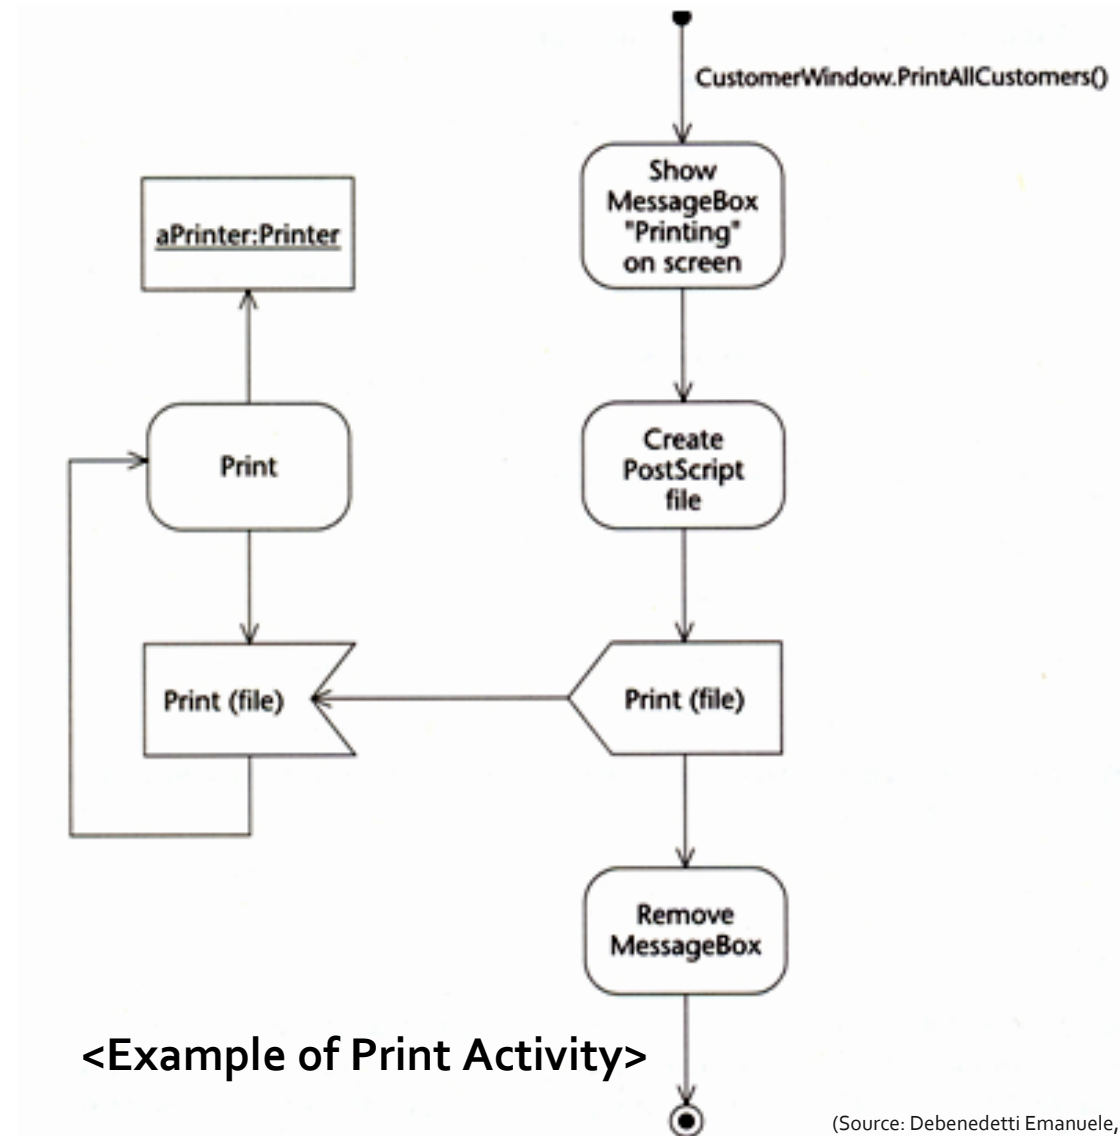 CustomerWindow.PrintAllCustomers()
Show
MessageBox
"Printing"
on screen
aPrinter:Printer
Create
PostScript
file
Print
Print (file)
Print (file)
Remove
MessageBox
<Example of Print Activity>
(Source: Debenedetti Emanuele,